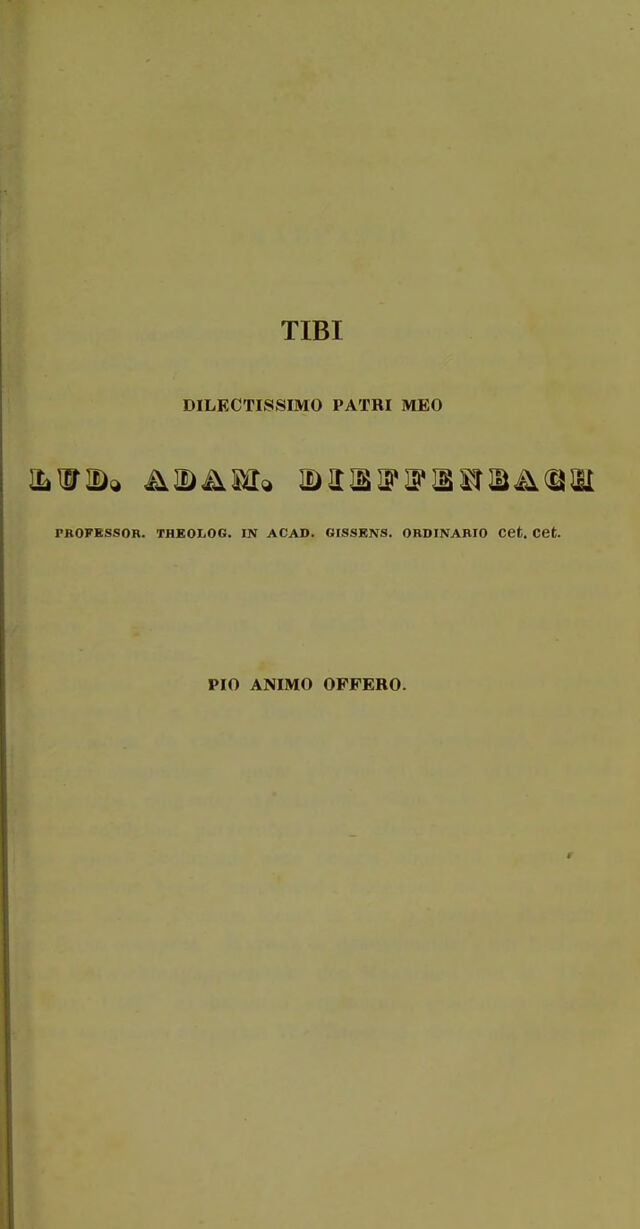 TIBI
DILECTISSIMO PATRI MEO
LUD. ADAM. DIEFFENBACH
PROFESSOR. THEOLOG. IN ACAD. GISSENS. ORDINARIO cet. cet.
PIO ANIMO OFFERO.